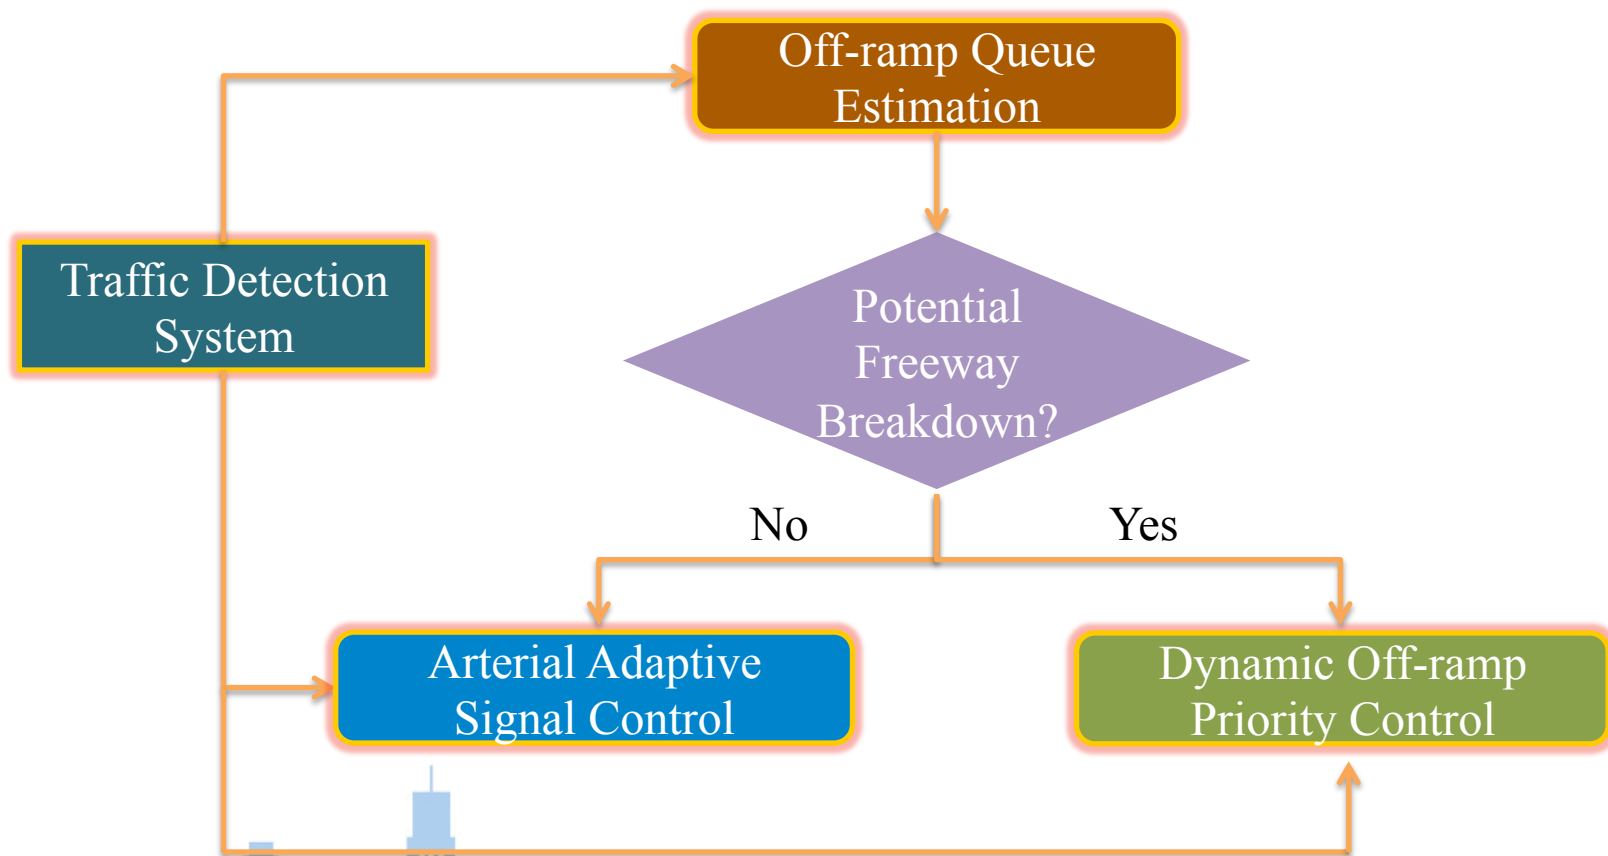 Off-ramp Queue
Estimation
Traffic Detection
System
Potential
Freeway
Breakdown?
No
Yes
Arterial Adaptive
Signal Control
Dynamic Off-ramp
Priority Control